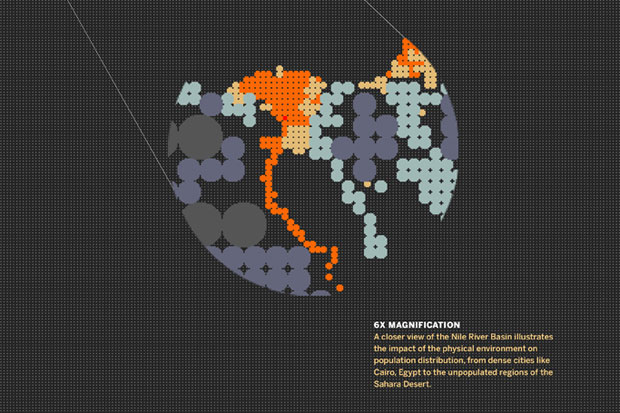 6X MAGNIFICATION
A closer view of the Nile River Basin illustrates
the impact of the physical environment on
population distribution, from dense cities like
Cairo, Egypt to the unpopulated regions of the
Sahara Desert.